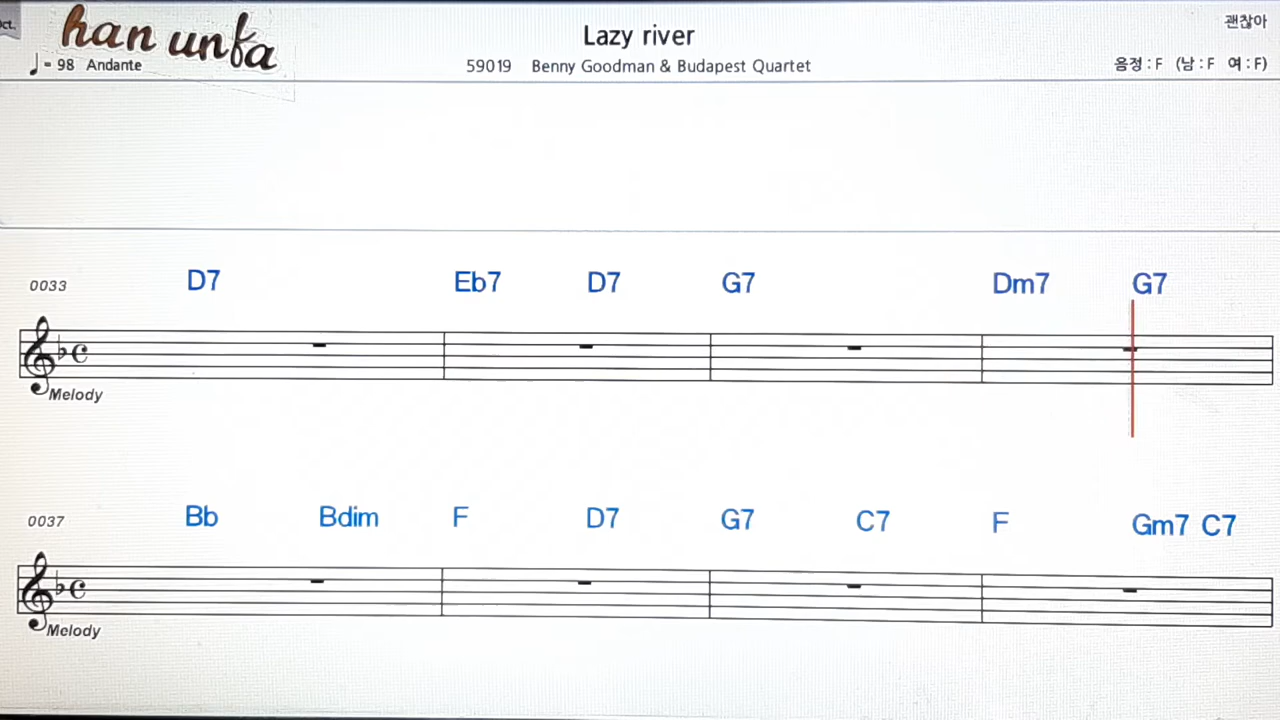 ct.
han unfa
Lazy river
괜찮아
♩= 98 Andante
59019 Benny Goodman & Budapest Quartet
음정 : F (남 : F 여 : F)
0033 D7 Eb7 D7 G7 Dm7 G7
Melody
0037 Bb Bdim F D7 G7 C7 F Gm7 C7
Melody